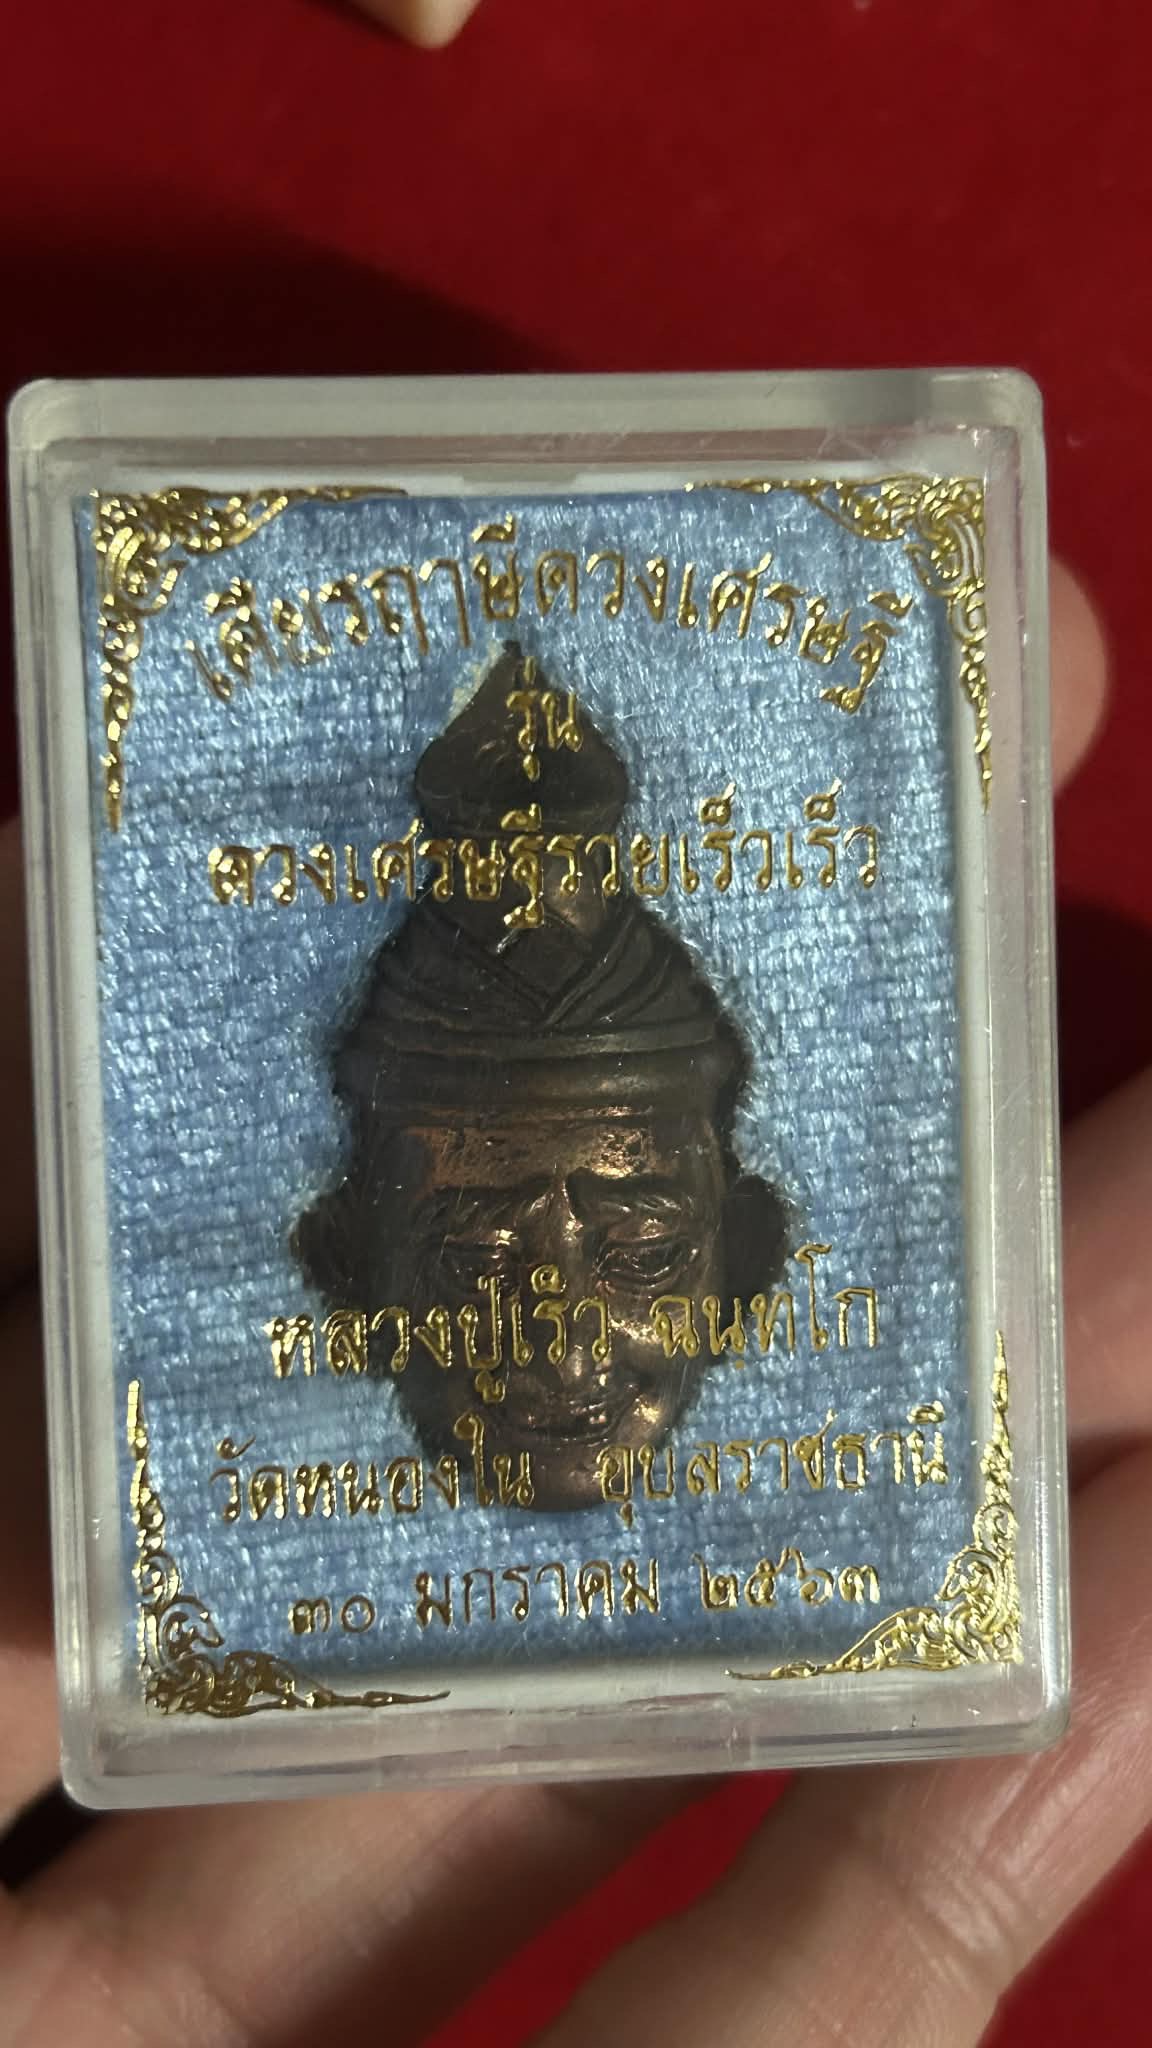 เศียรฤๅษีดวงเศรษฐี
รุ่น
ดวงเศรษฐีรวยเร็วเร็ว
หลวงปู่เร็ว ฉนฺทโก
วัดหนองโน อุบลราชธานี
๓๐ มกราคม ๒๕๖๓